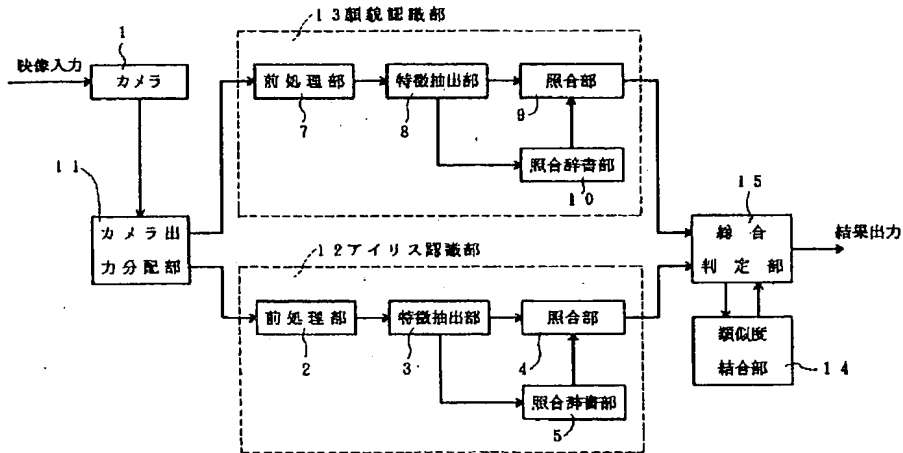 13顔貌認識部
1
映像入力
カメラ
前処理部
特徴抽出部
照合部
7
8
9
照合辞書部
10
11
カメラ出
力分配部
15
総合
判定部
結果出力
12アイリス認識部
前処理部
特徴抽出部
照合部
2
3
4
照合辞書部
5
類似度
結合部
14